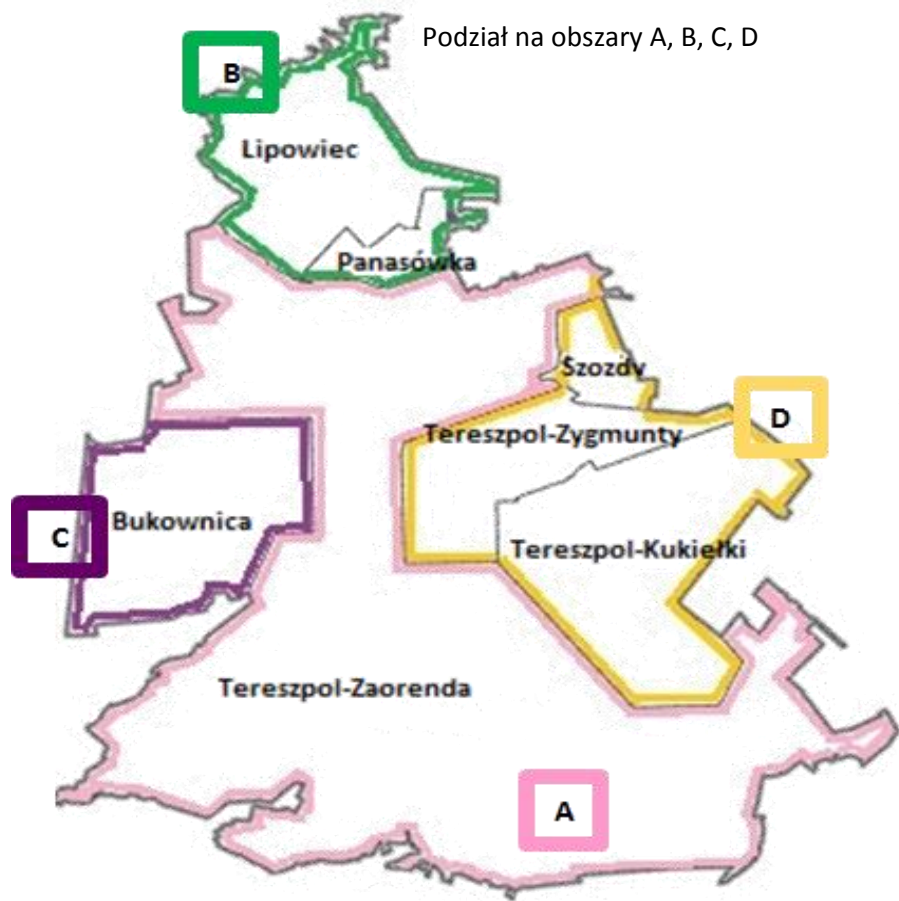 Podział na obszary A, B, C, D
B
Lipowiec
Panasówka
Szozdy
D
Tereszpol-Zygmunty
C
Bukownica
Tereszpol-Kukiełki
Tereszpol-Zaorenda
A